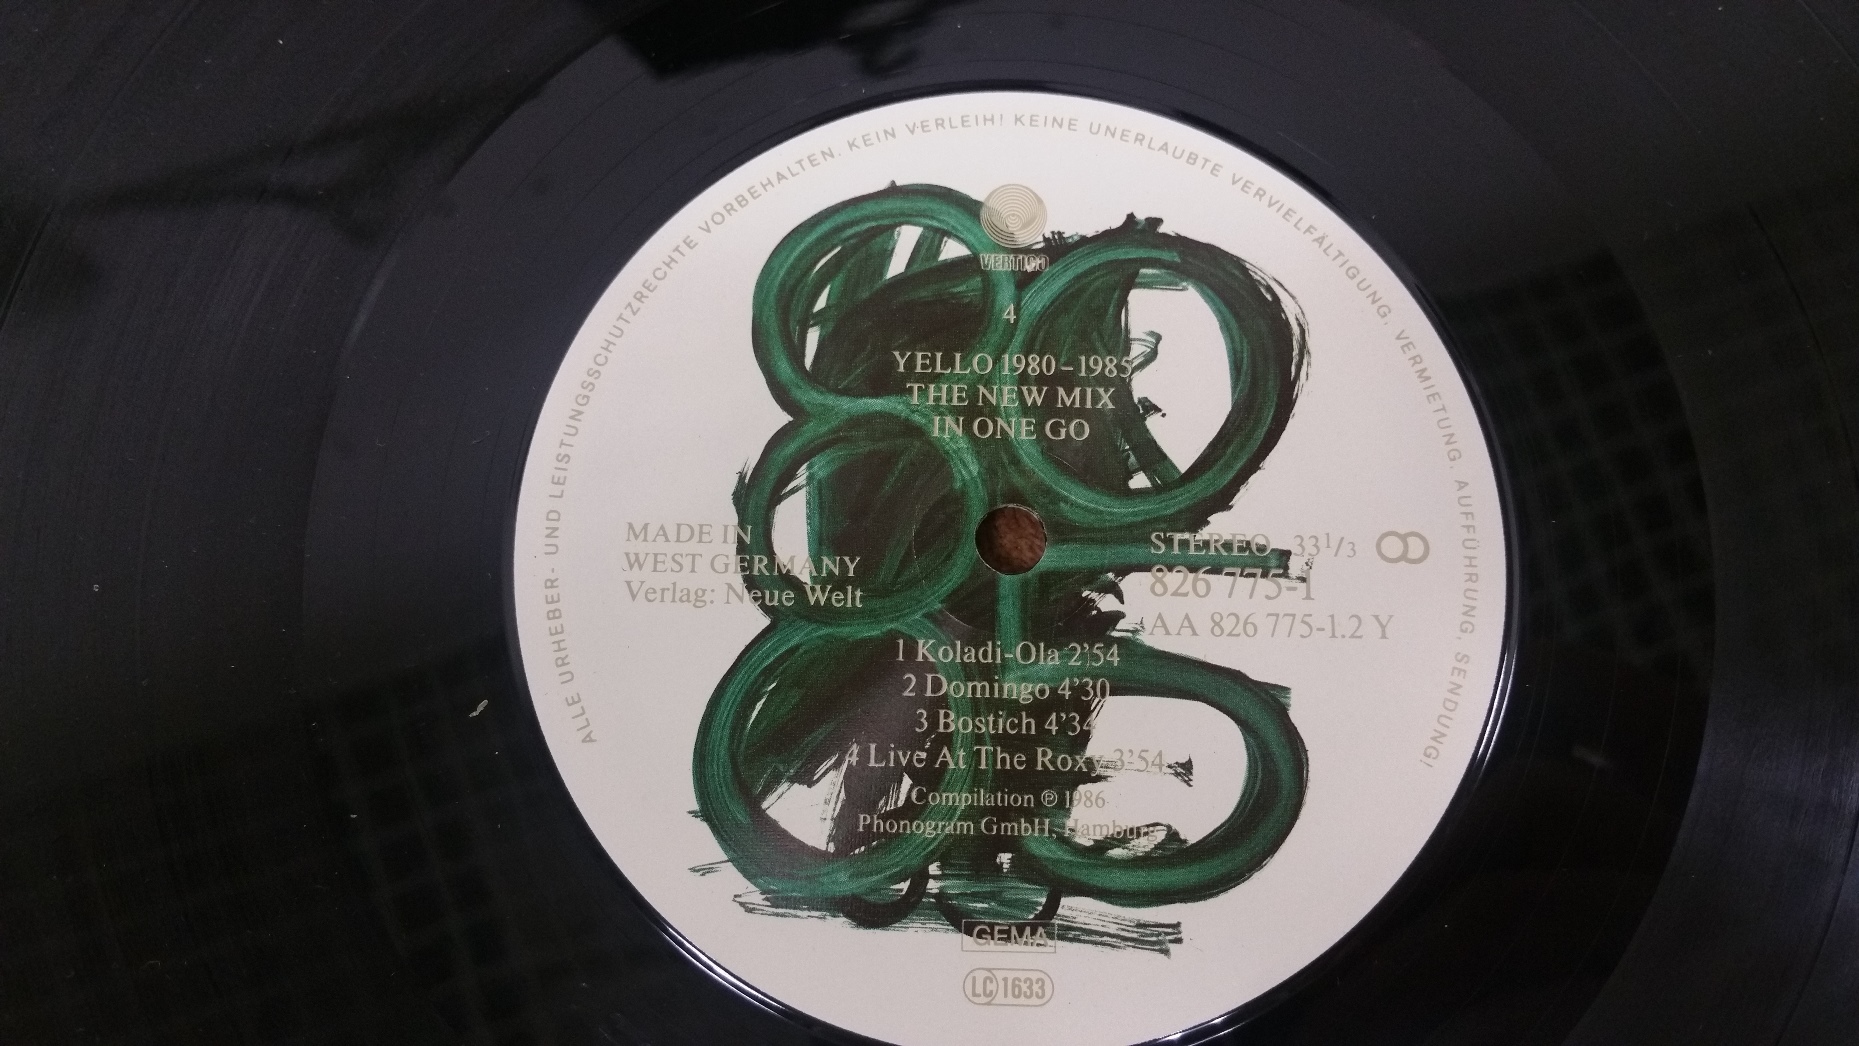 ALLE URHEBER- UND LEISTUNGSSCHUTZRECHTE VORBEHALTEN. KEIN VERLEIH! KEINE UNERLAUBTE VERVIELFÄLTIGUNG, VERMIETUNG, AUFFÜHRUNG, SENDUNG!
VERTIGO
4
YELLO 1980–1985
THE NEW MIX
IN ONE GO
MADE IN
WEST GERMANY
Verlag: Neue Welt
STEREO 33 1/3
826 775-1
AA 826 775-1.2 Y
1 Koladi-Ola 2'54
2 Domingo 4'30
3 Bostich 4'34
4 Live At The Roxy 3'54
Compilation ℗ 1986
Phonogram GmbH, Hamburg
GEMA
LC 1633